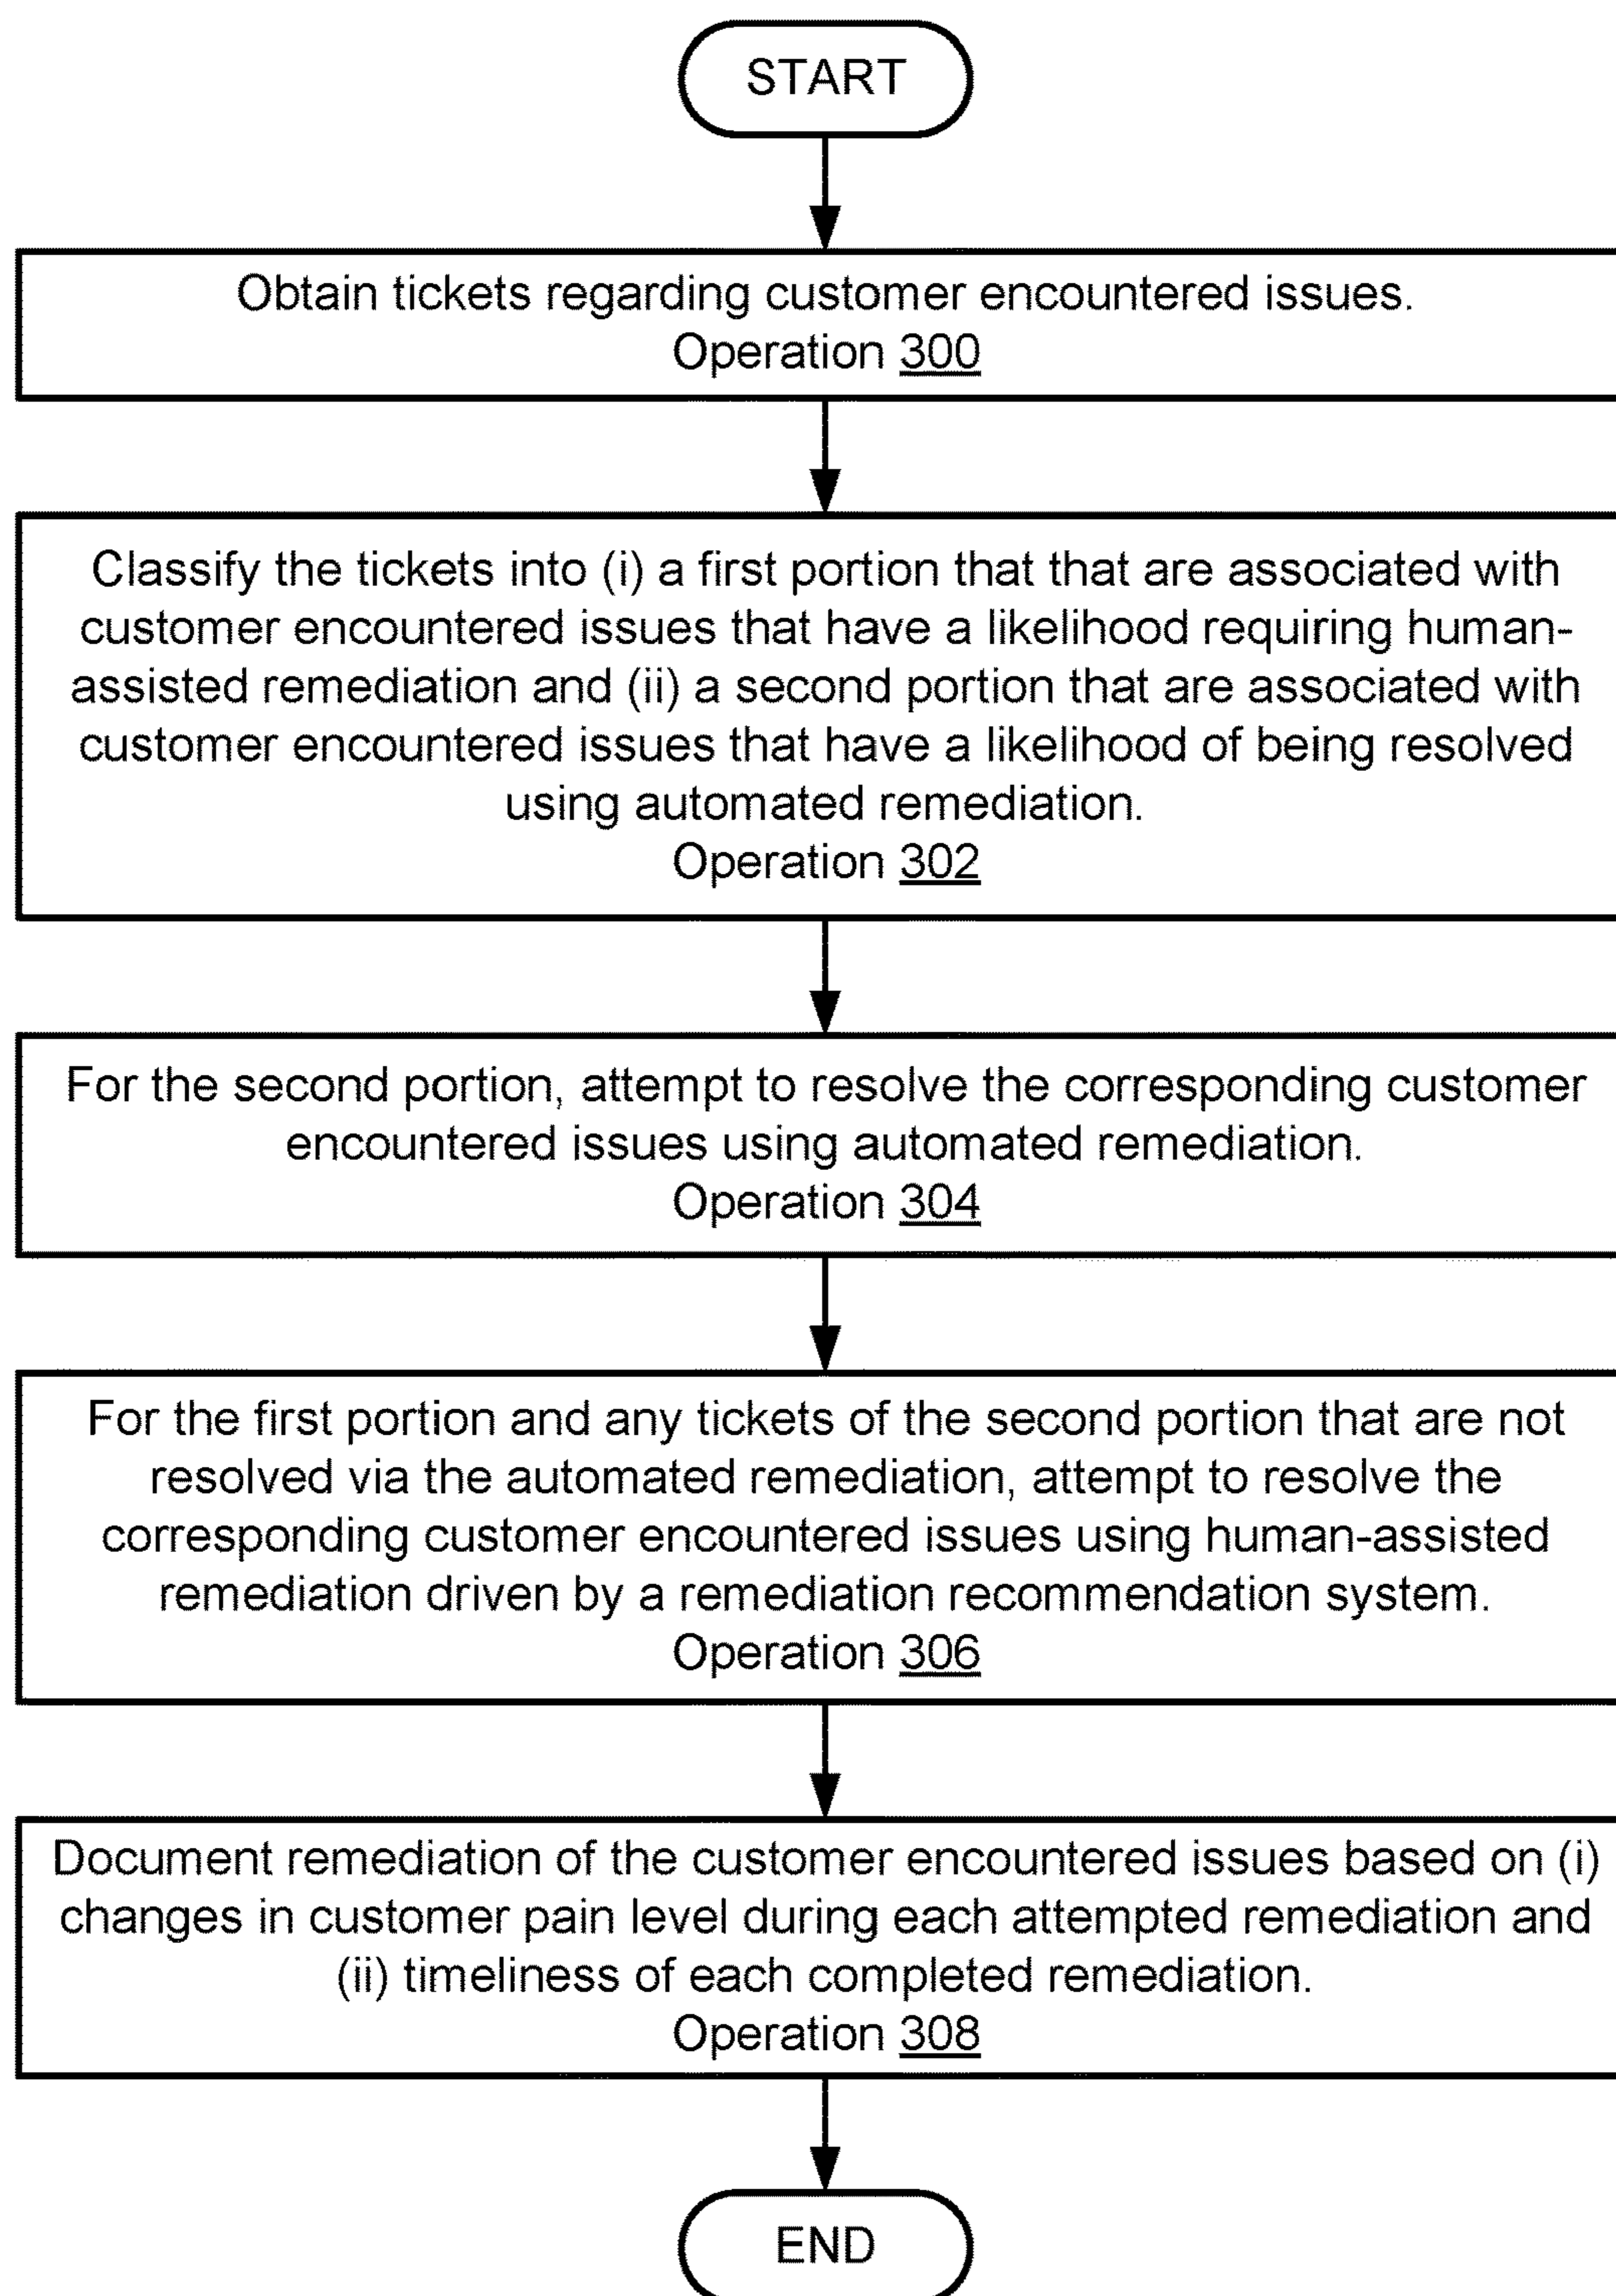 START
Obtain tickets regarding customer encountered issues.
Operation 300
Classify the tickets into (i) a first portion that that are associated with
customer encountered issues that have a likelihood requiring human-
assisted remediation and (ii) a second portion that are associated with
customer encountered issues that have a likelihood of being resolved
using automated remediation.
Operation 302
For the second portion, attempt to resolve the corresponding customer
encountered issues using automated remediation.
Operation 304
For the first portion and any tickets of the second portion that are not
resolved via the automated remediation, attempt to resolve the
corresponding customer encountered issues using human-assisted
remediation driven by a remediation recommendation system.
Operation 306
Document remediation of the customer encountered issues based on (i)
changes in customer pain level during each attempted remediation and
(ii) timeliness of each completed remediation.
Operation 308
END